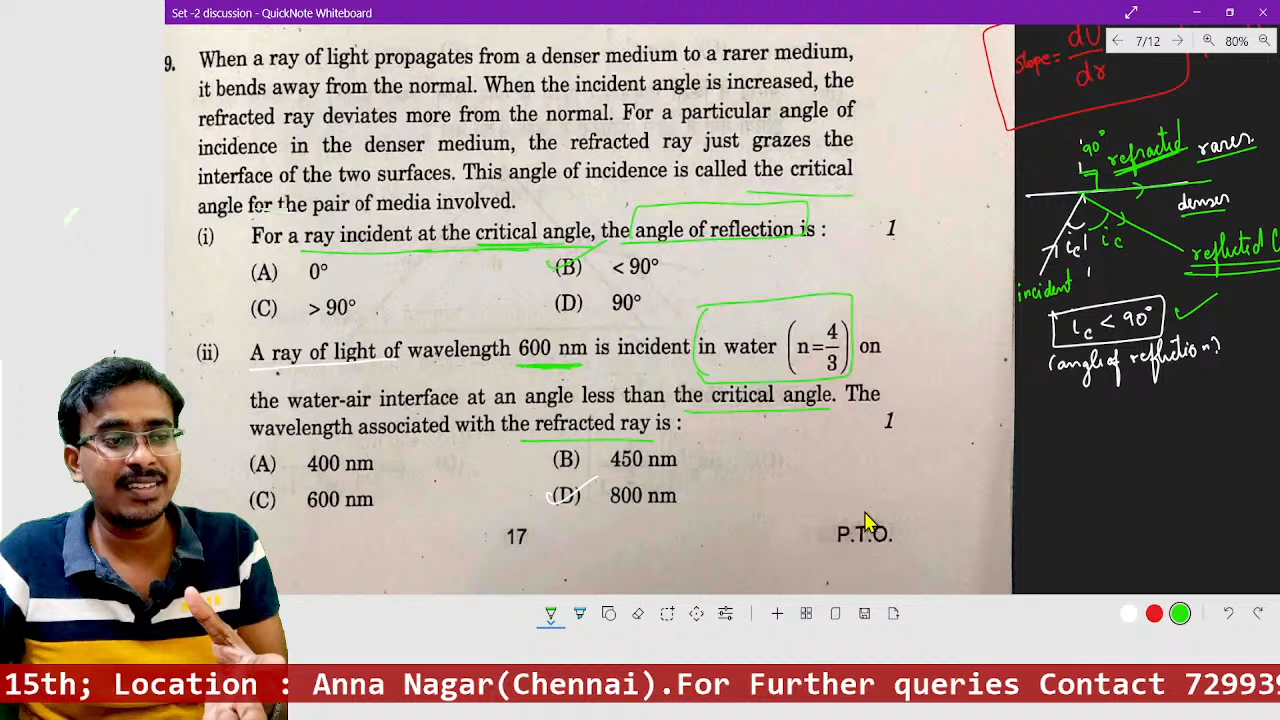 Set -2 discussion - QuickNote Whiteboard
7/12
80%
9. When a ray of light propagates from a denser medium to a rarer medium,
it bends away from the normal. When the incident angle is increased, the
refracted ray deviates more from the normal. For a particular angle of
incidence in the denser medium, the refracted ray just grazes the
interface of the two surfaces. This angle of incidence is called the critical
angle for the pair of media involved.
(i) For a ray incident at the critical angle, the angle of reflection is : 1
(A) 0° (B) < 90°
(C) > 90° (D) 90°
(ii) A ray of light of wavelength 600 nm is incident in water (n=4/3) on
the water-air interface at an angle less than the critical angle. The
wavelength associated with the refracted ray is : 1
(A) 400 nm (B) 450 nm
(C) 600 nm (D) 800 nm
17 P.T.O.
Slope= dU/dr
90°
refracted rarer
denser
ic ic
reflected
incident
ic < 90°
(angle of reflection)
15th; Location : Anna Nagar(Chennai).For Further queries Contact 72993